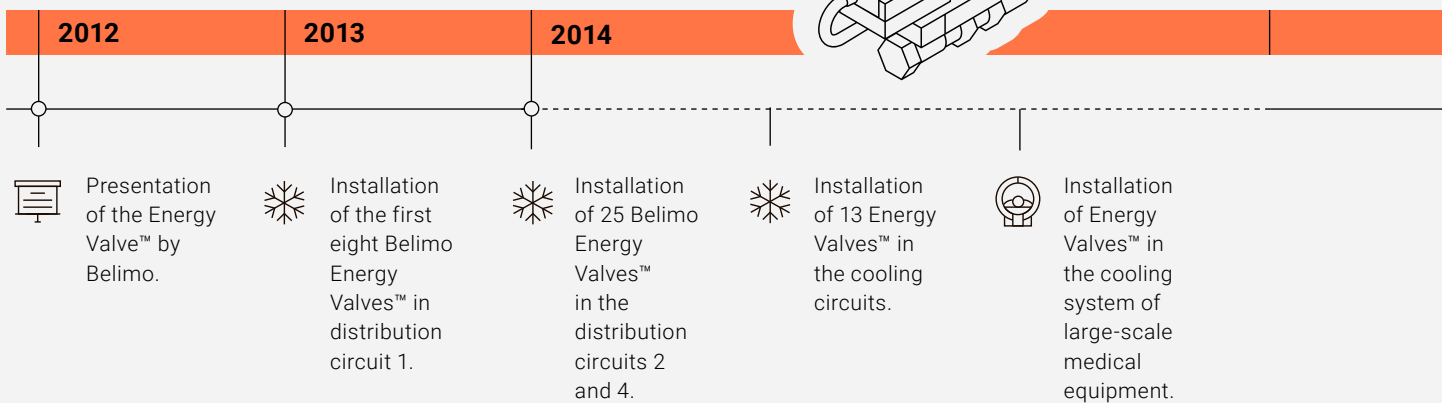 2012
2013
2014
Presentation
of the Energy
Valve™ by
Belimo.
Installation
of the first
eight Belimo
Energy
Valves™ in
distribution
circuit 1.
Installation
of 25 Belimo
Energy
Valves™
in the
distribution
circuits 2
and 4.
Installation
of 13 Energy
Valves™ in
the cooling
circuits.
Installation
of Energy
Valves™ in
the cooling
system of
large-scale
medical
equipment.